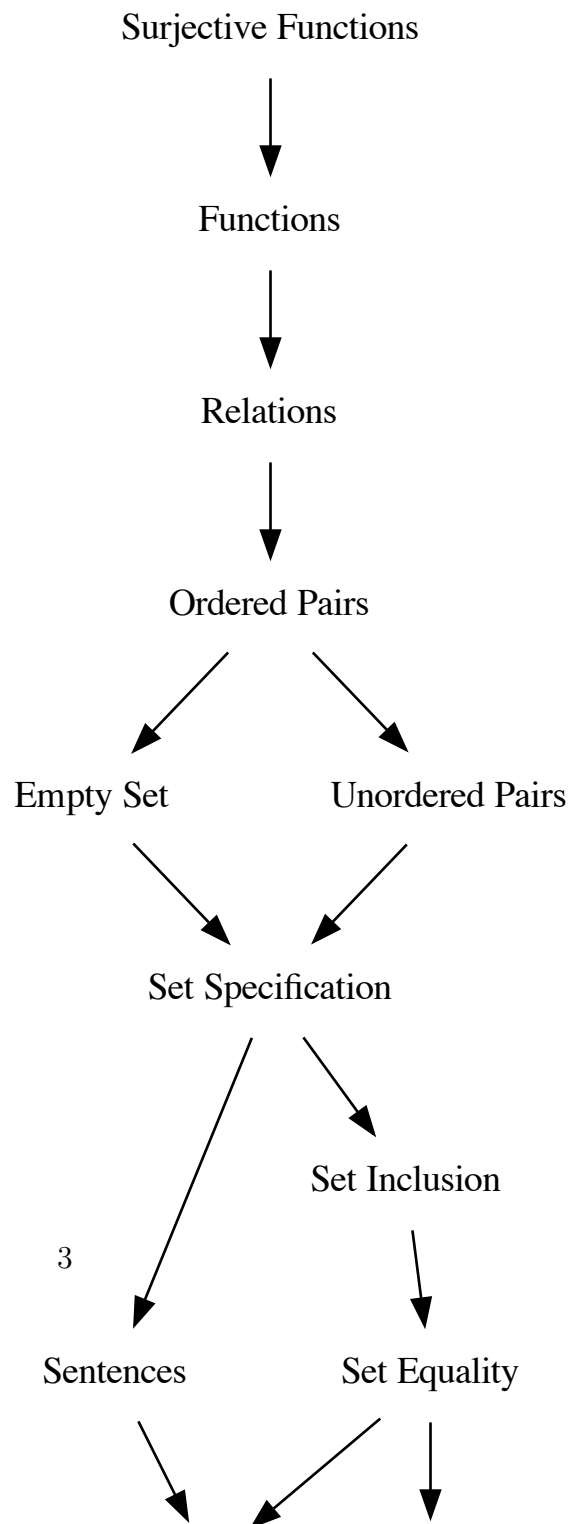 Surjective Functions
Functions
Relations
Ordered Pairs
Empty Set
Unordered Pairs
Set Specification
Set Inclusion
3
Sentences
Set Equality